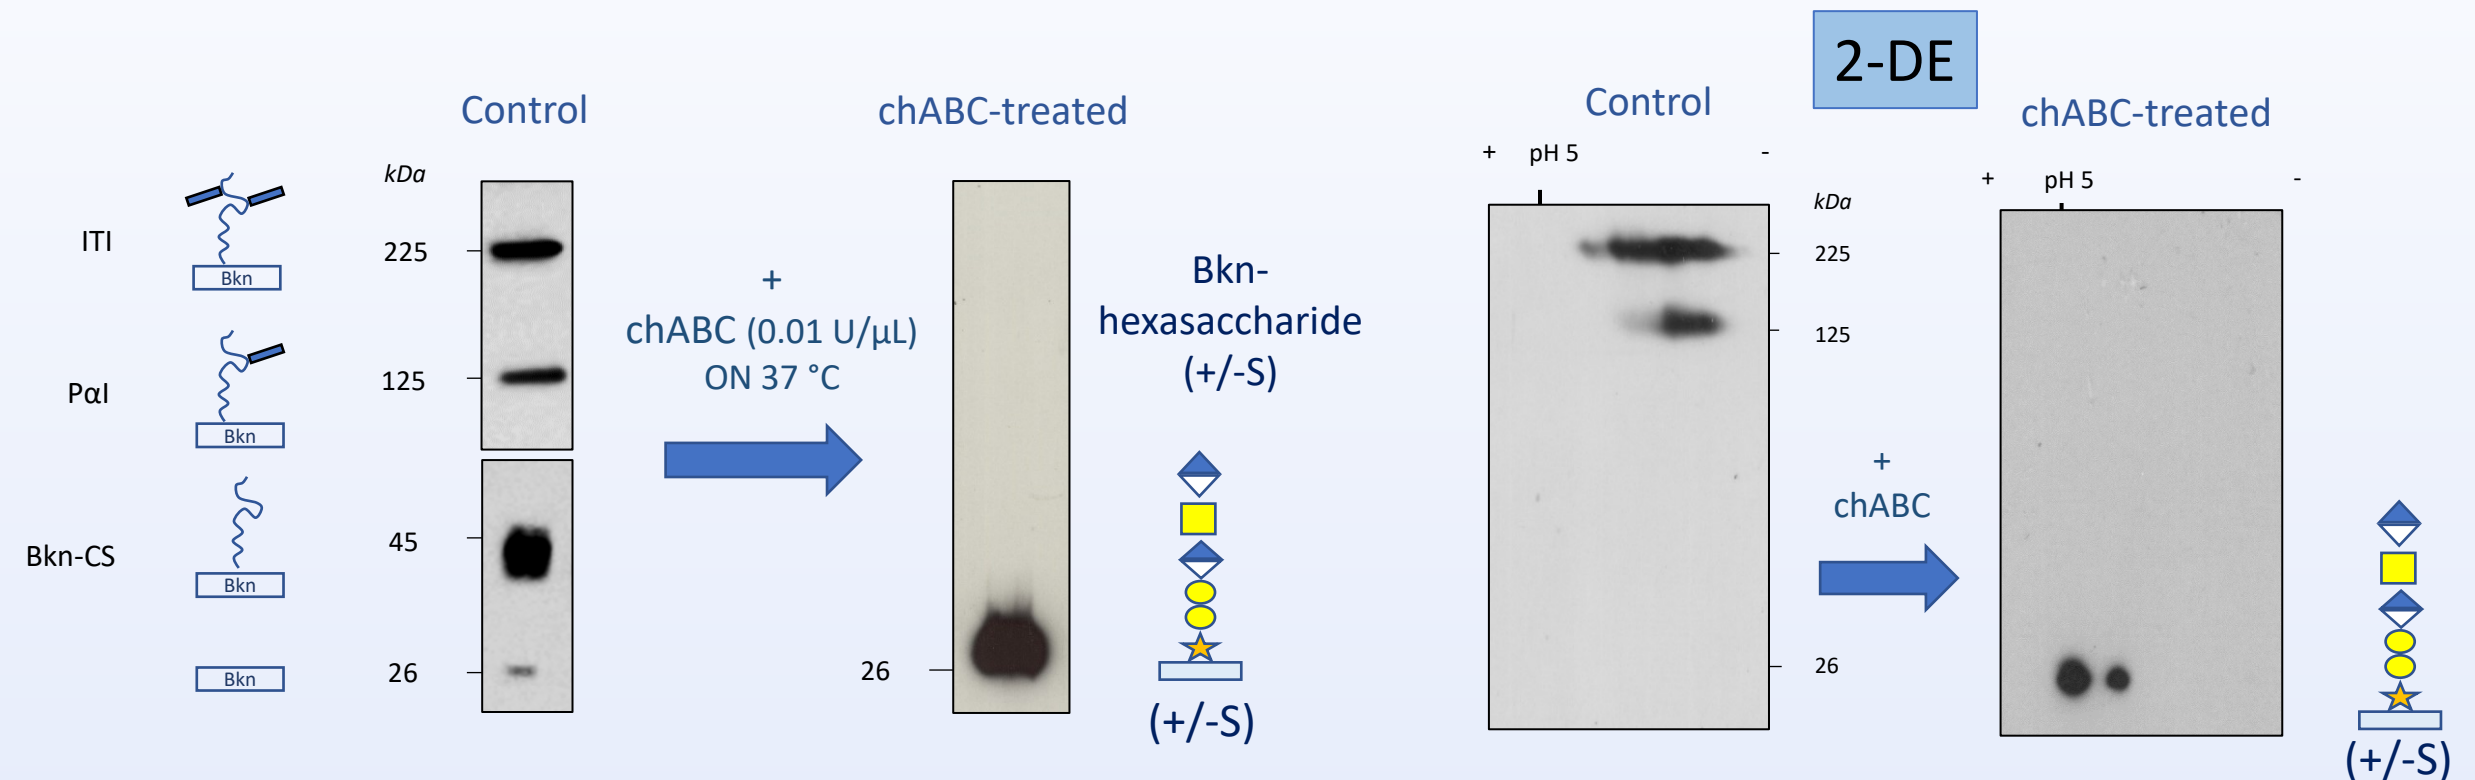 2-DE
Control
chABC-treated
Control
chABC-treated
+ pH 5 -
+ pH 5 -
kDa
ITI
Bkn
225
125
PαI
Bkn
45
Bkn-CS
Bkn
26
Bkn
+
chABC (0.01 U/μL)
ON 37 °C
26
Bkn-
hexasaccharide
(+/-S)
(+/-S)
kDa
225
125
26
+
chABC
(+/-S)